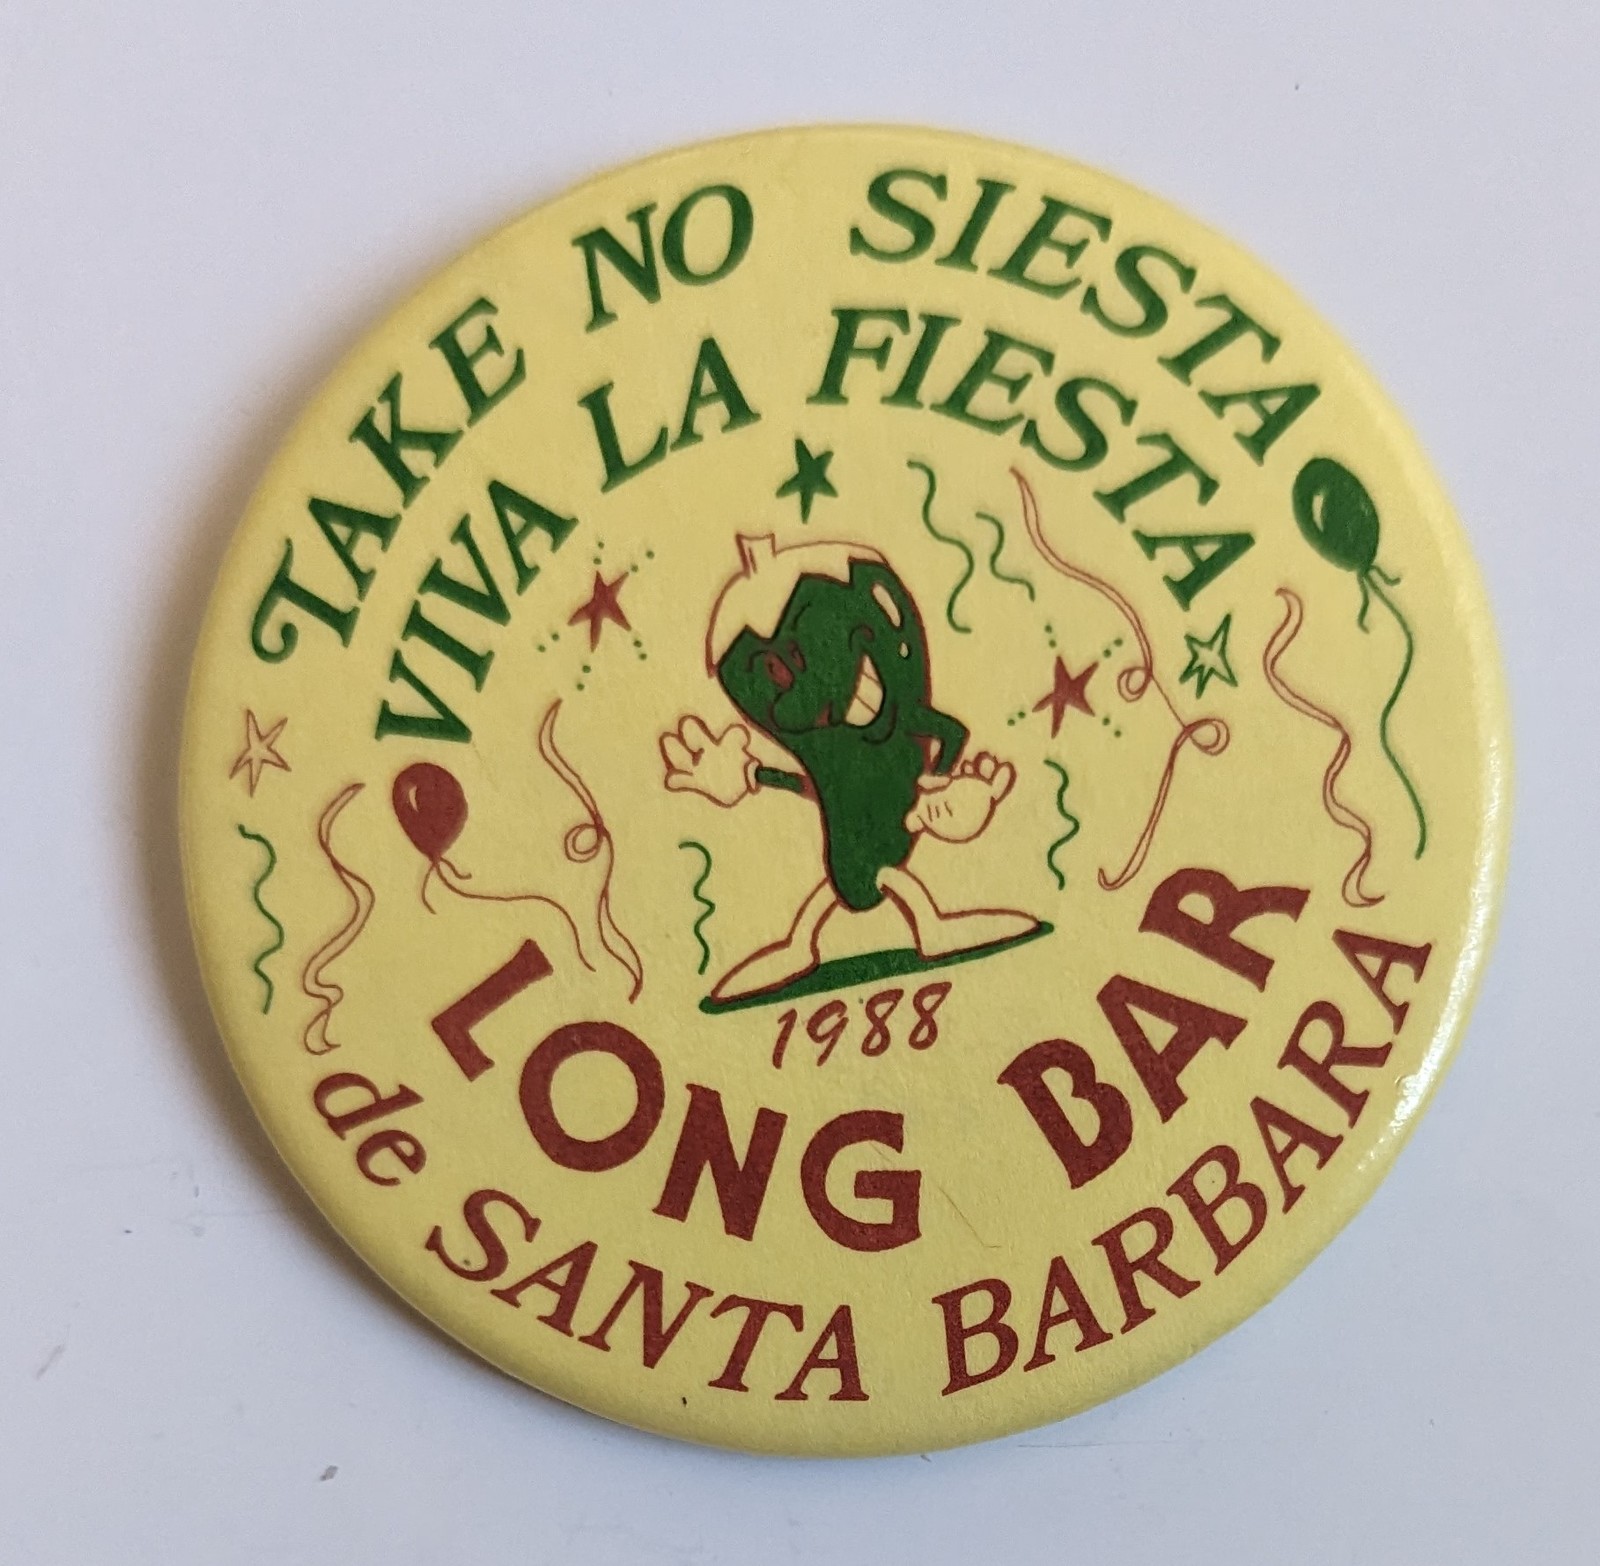 TAKE NO SIESTA
VIVA LA FIESTA
1988
LONG BAR
de SANTA BARBARA